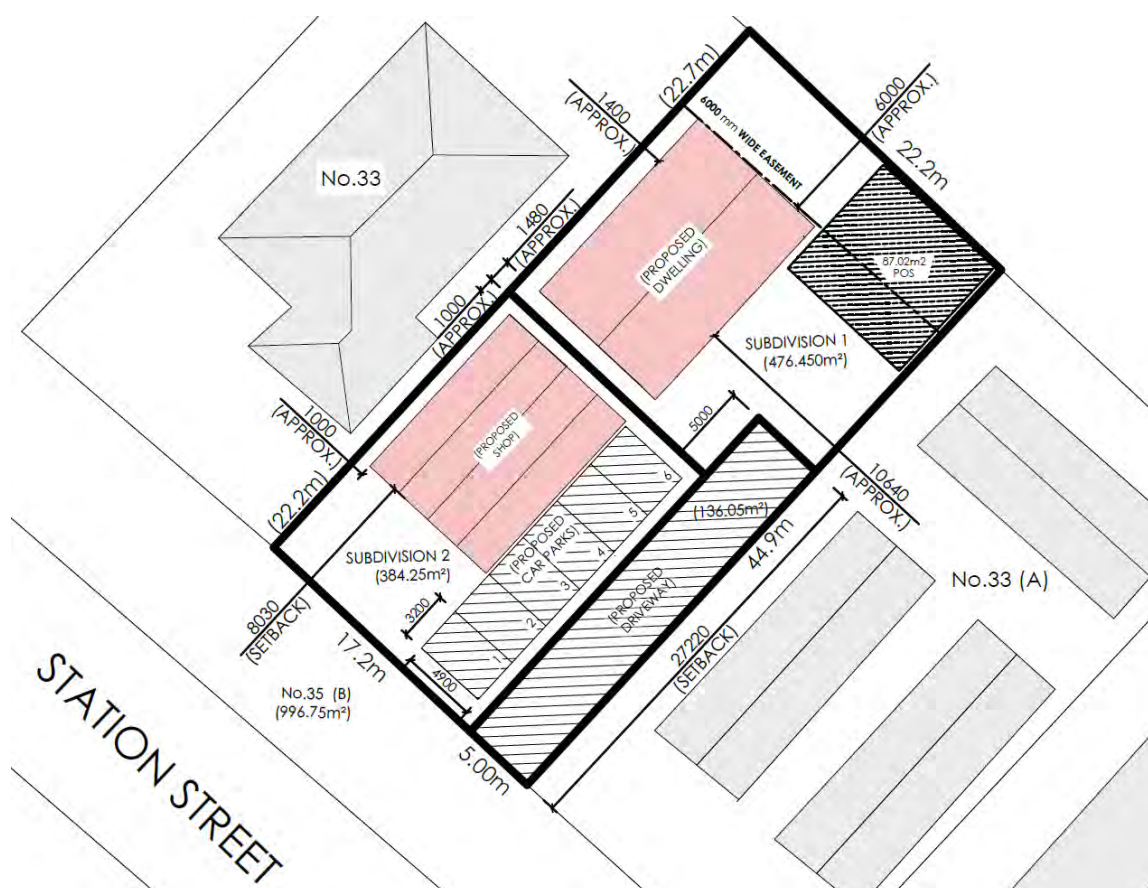 (22.7m)
6000
(APPROX.)
1400
(APPROX.)
6000 mm WIDE EASEMENT
22.2m
No.33
1480
(APPROX.)
(PROPOSED
DWELLING)
87.02m2
POS
1000
(APPROX.)
SUBDIVISION 1
(476.450m²)
1000
(APPROX.)
(PROPOSED
SHOP)
5000
10640
(APPROX.)
(22.2m)
6
5
4
3
2
1
(136.05m²)
44.9m
(PROPOSED
CAR PARKS)
SUBDIVISION 2
(384.25m²)
No.33 (A)
(PROPOSED
DRIVEWAY)
3200
8030
(SETBACK)
17.2m
4900
27220
(SETBACK)
No.35 (B)
(996.75m²)
5.00m
STATION STREET